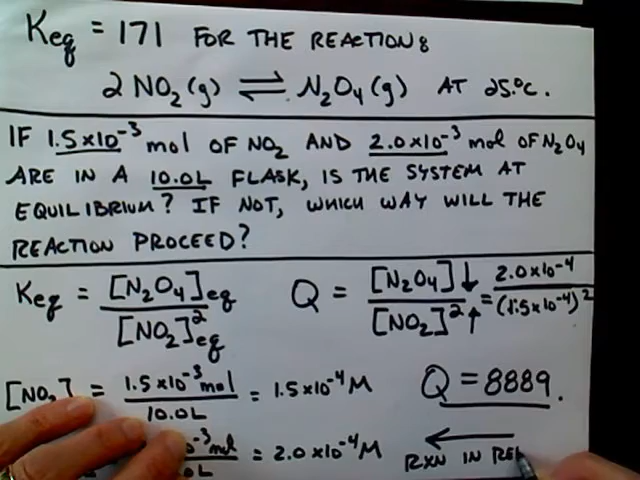 Keq = 171 FOR THE REACTION:
2 NO₂(g) ⇌ N₂O₄(g) AT 25.°C.
IF 1.5×10⁻³ mol OF NO₂ AND 2.0×10⁻³ mol OF N₂O₄
ARE IN A 10.0L FLASK, IS THE SYSTEM AT
EQUILIBRIUM? IF NOT, WHICH WAY WILL THE
REACTION PROCEED?
Keq = [N₂O₄]eq / [NO₂]²eq
Q = [N₂O₄]↓ / [NO₂]²↑ = 2.0×10⁻⁴ / (1.5×10⁻⁴)²
[NO₂] = 1.5×10⁻³ mol / 10.0L = 1.5×10⁻⁴ M
Q = 8889.
⁻³ mol = 2.0×10⁻⁴ M
←
RXN IN